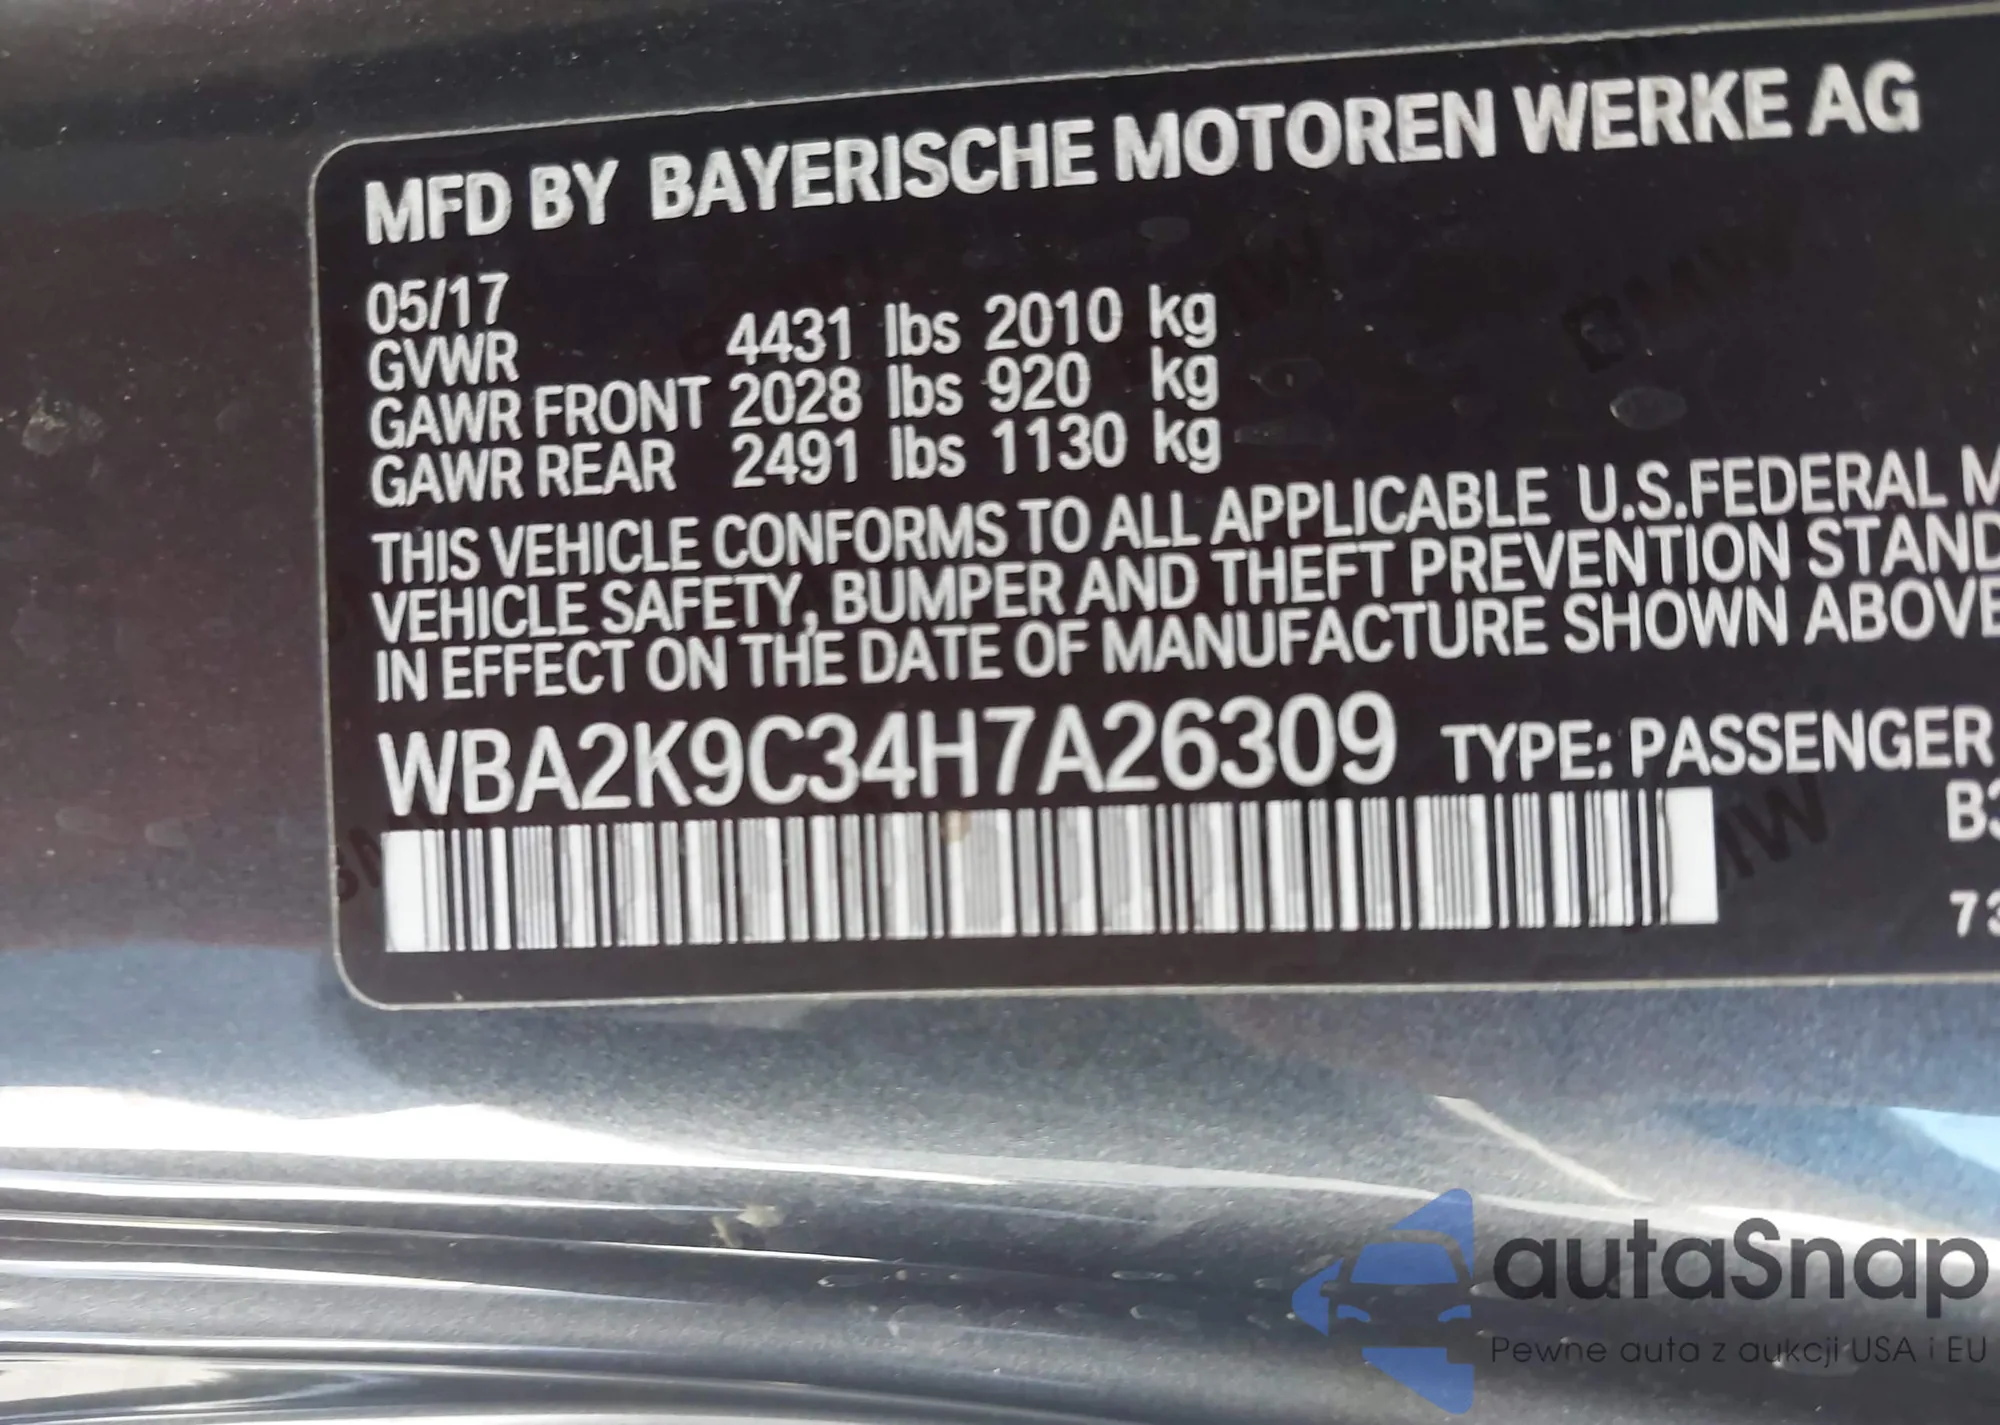 MFD BY BAYERISCHE MOTOREN WERKE AG
05/17
GVWR 4431 lbs 2010 kg
GAWR FRONT 2028 lbs 920 kg
GAWR REAR 2491 lbs 1130 kg
THIS VEHICLE CONFORMS TO ALL APPLICABLE U.S.FEDERAL M
VEHICLE SAFETY, BUMPER AND THEFT PREVENTION STAND
IN EFFECT ON THE DATE OF MANUFACTURE SHOWN ABOVE
WBA2K9C34H7A26309 TYPE: PASSENGER
B3
73
autaSnap
Pewne auta z aukcji USA i EU